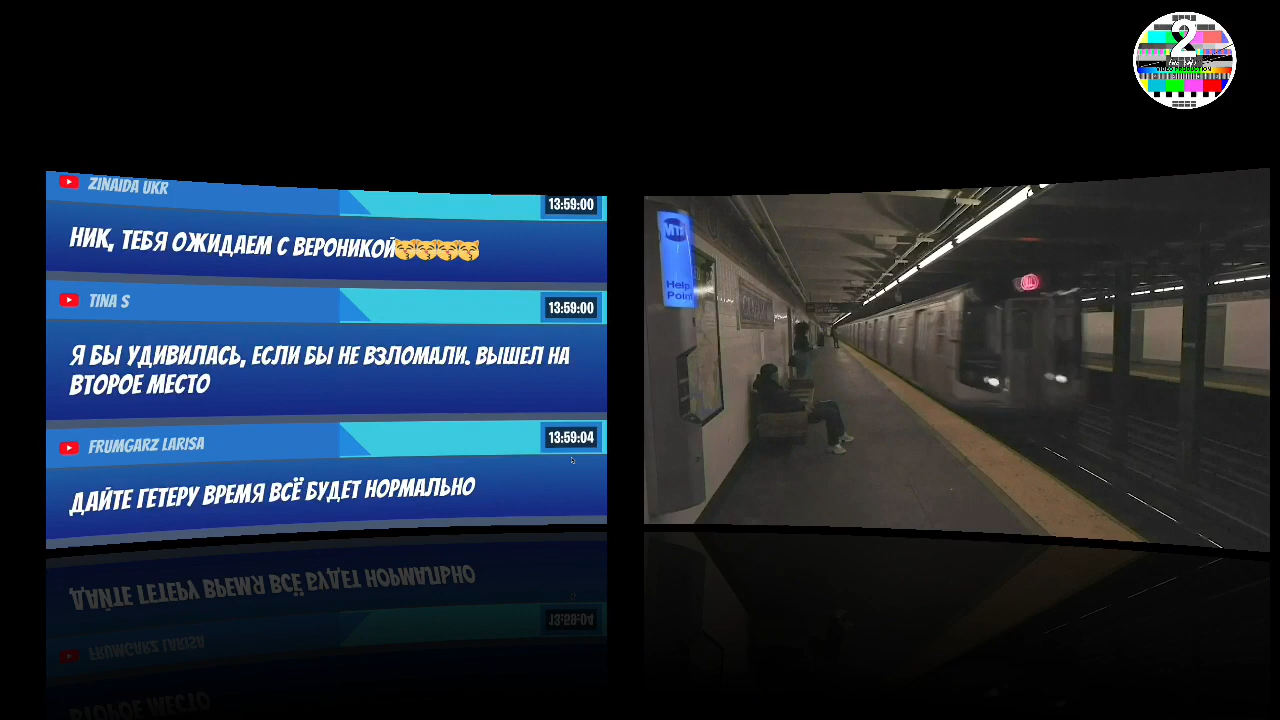 2
ZINAIDA UKR
13:59:00
НИК, ТЕБЯ ОЖИДАЕМ С ВЕРОНИКОЙ😽😽😽😽
TINA S
13:59:00
Я БЫ УДИВИЛАСЬ, ЕСЛИ БЫ НЕ ВЗЛОМАЛИ. ВЫШЕЛ НА
ВТОРОЕ МЕСТО
FRUMGARZ LARISA
13:59:04
ДАЙТЕ ГЕТЕРУ ВРЕМЯ ВСЁ БУДЕТ НОРМАЛЬНО
Help
Point